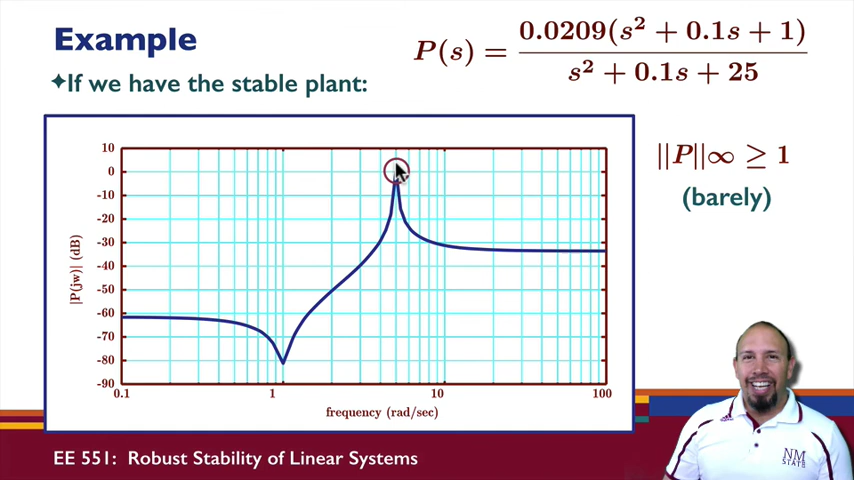 Example
✦If we have the stable plant:
P(s) = 0.0209(s² + 0.1s + 1) / s² + 0.1s + 25
||P||∞ ≥ 1
(barely)
|P(jw)| (dB)
10
0
-10
-20
-30
-40
-50
-60
-70
-80
-90
0.1 1 10 100
frequency (rad/sec)
NM
STATE
EE 551: Robust Stability of Linear Systems